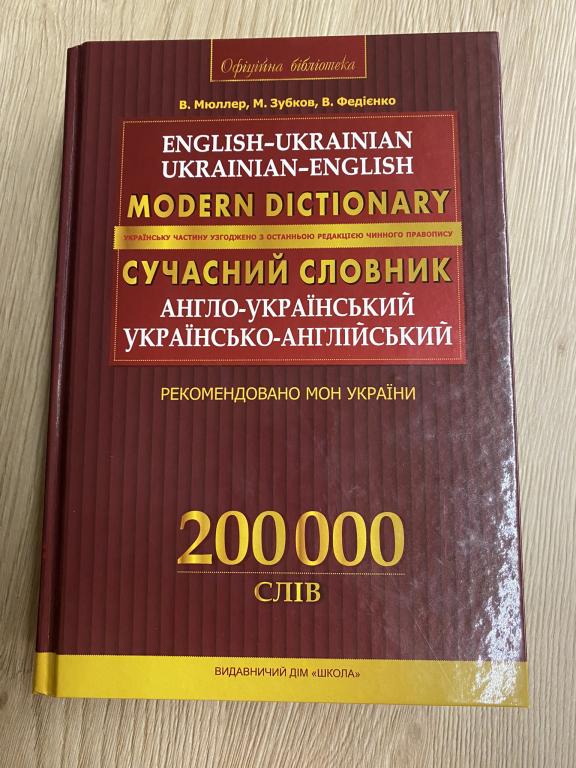 Офіційна бібліотека
В. Мюллер, М. Зубков, В. Федієнко
ENGLISH–UKRAINIAN
UKRAINIAN–ENGLISH
MODERN DICTIONARY
УКРАЇНСЬКУ ЧАСТИНУ УЗГОДЖЕНО З ОСТАННЬОЮ РЕДАКЦІЄЮ ЧИННОГО ПРАВОПИСУ
СУЧАСНИЙ СЛОВНИК
АНГЛО-УКРАЇНСЬКИЙ
УКРАЇНСЬКО-АНГЛІЙСЬКИЙ
РЕКОМЕНДОВАНО МОН УКРАЇНИ
200 000
СЛІВ
ВИДАВНИЧИЙ ДІМ «ШКОЛА»